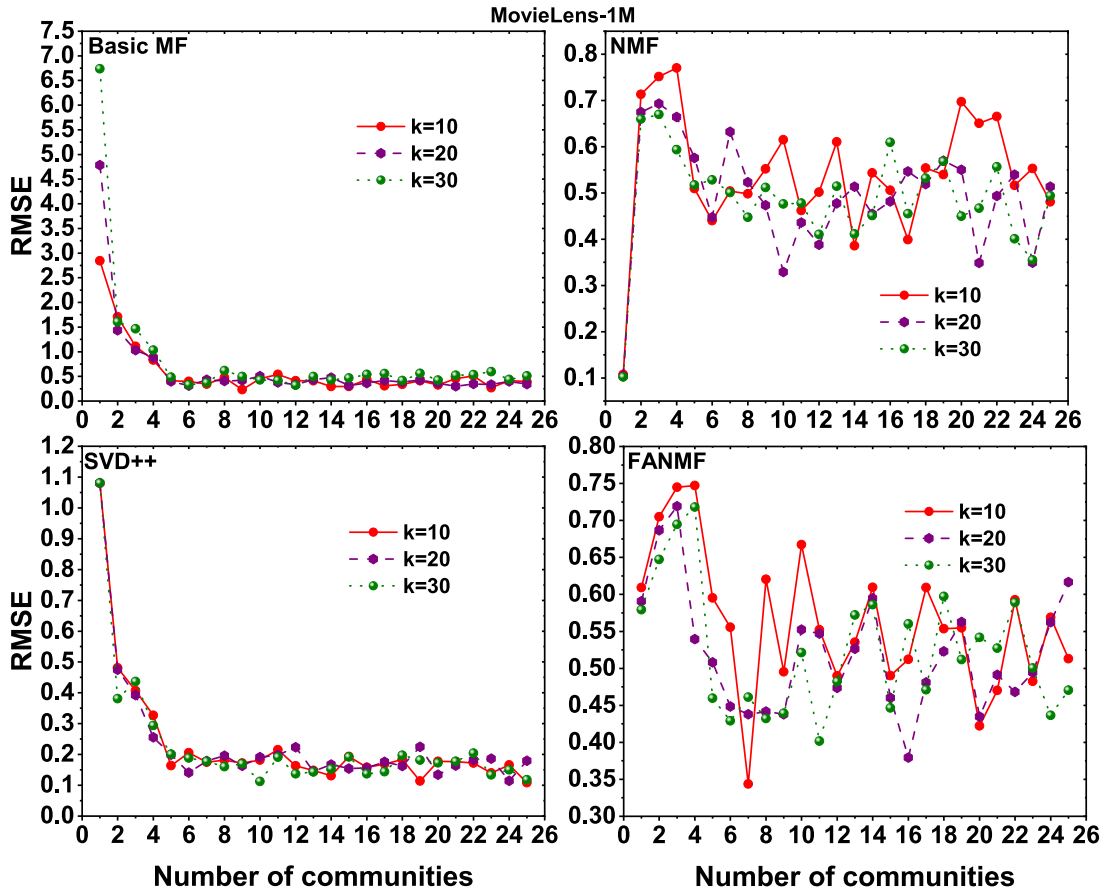 MovieLens-1M
Basic MF
RMSE
7.5
7.0
6.5
6.0
5.5
5.0
4.5
4.0
3.5
3.0
2.5
2.0
1.5
1.0
0.5
0.0
k=10
k=20
k=30
0 2 4 6 8 10 12 14 16 18 20 22 24 26
NMF
0.8
0.7
0.6
0.5
0.4
0.3
0.2
0.1
k=10
k=20
k=30
0 2 4 6 8 10 12 14 16 18 20 22 24 26
SVD++
RMSE
1.2
1.1
1.0
0.9
0.8
0.7
0.6
0.5
0.4
0.3
0.2
0.1
0.0
k=10
k=20
k=30
0 2 4 6 8 10 12 14 16 18 20 22 24 26
Number of communities
FANMF
0.80
0.75
0.70
0.65
0.60
0.55
0.50
0.45
0.40
0.35
0.30
k=10
k=20
k=30
0 2 4 6 8 10 12 14 16 18 20 22 24 26
Number of communities